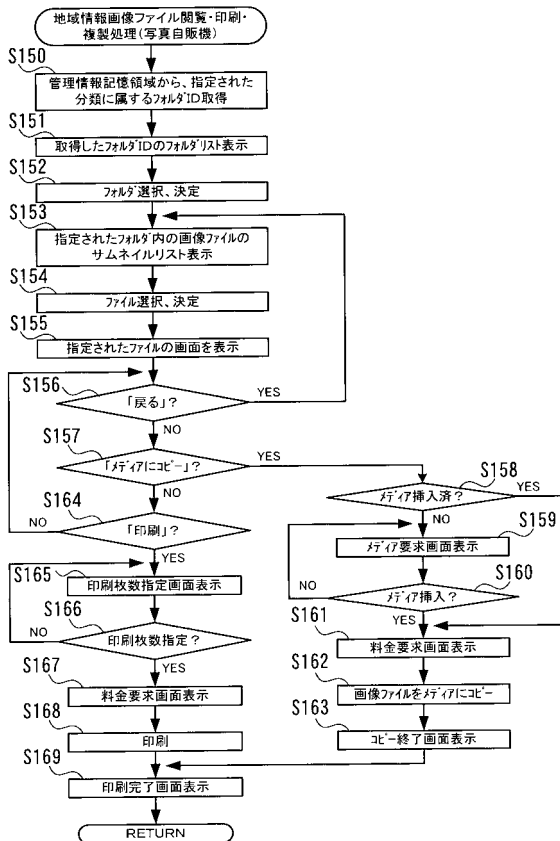 地域情報画像ファイル閲覧・印刷・
複製処理(写真自販機)
S150
管理情報記憶領域から、指定された
分類に属するフォルダID取得
S151
取得したフォルダIDのフォルダリスト表示
S152
フォルダ選択、決定
S153
指定されたフォルダ内の画像ファイルの
サムネイルリスト表示
S154
ファイル選択、決定
S155
指定されたファイルの画面を表示
S156
「戻る」?
YES
NO
S157
「メディアにコピー」?
YES
NO
S158
メディア挿入済?
YES
NO
S159
メディア要求画面表示
S160
メディア挿入?
NO
YES
S161
料金要求画面表示
S162
画像ファイルをメディアにコピー
S163
コピー終了画面表示
S164
「印刷」?
NO
YES
S165
印刷枚数指定画面表示
S166
印刷枚数指定?
NO
YES
S167
料金要求画面表示
S168
印刷
S169
印刷完了画面表示
RETURN